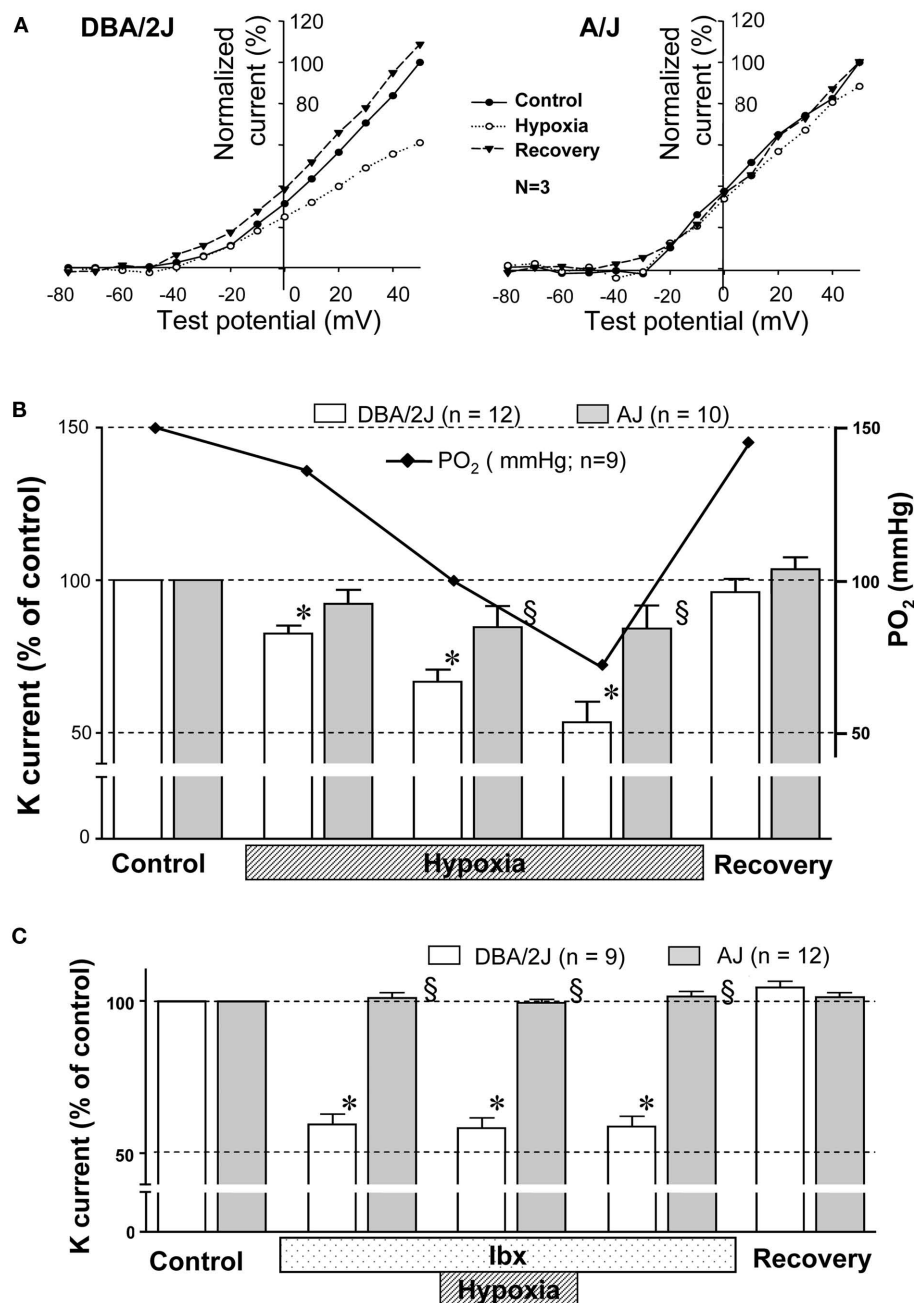 A
DBA/2J
A/J
Normalized current (%)
120
100
80
-80 -60 -40 -20 0 20 40
Test potential (mV)
Control
Hypoxia
Recovery
N=3
Normalized current (%)
120
100
80
-80 -60 -40 -20 0 20 40
Test potential (mV)
B
DBA/2J (n = 12)
AJ (n = 10)
PO2 ( mmHg; n=9)
K current (% of control)
150
100
50
0
* * *
§ §
150
100
50
PO2 (mmHg)
Control
Hypoxia
Recovery
C
DBA/2J (n = 9)
AJ (n = 12)
K current (% of control)
100
50
0
* * *
§ § §
Control
Ibx
Recovery
Hypoxia